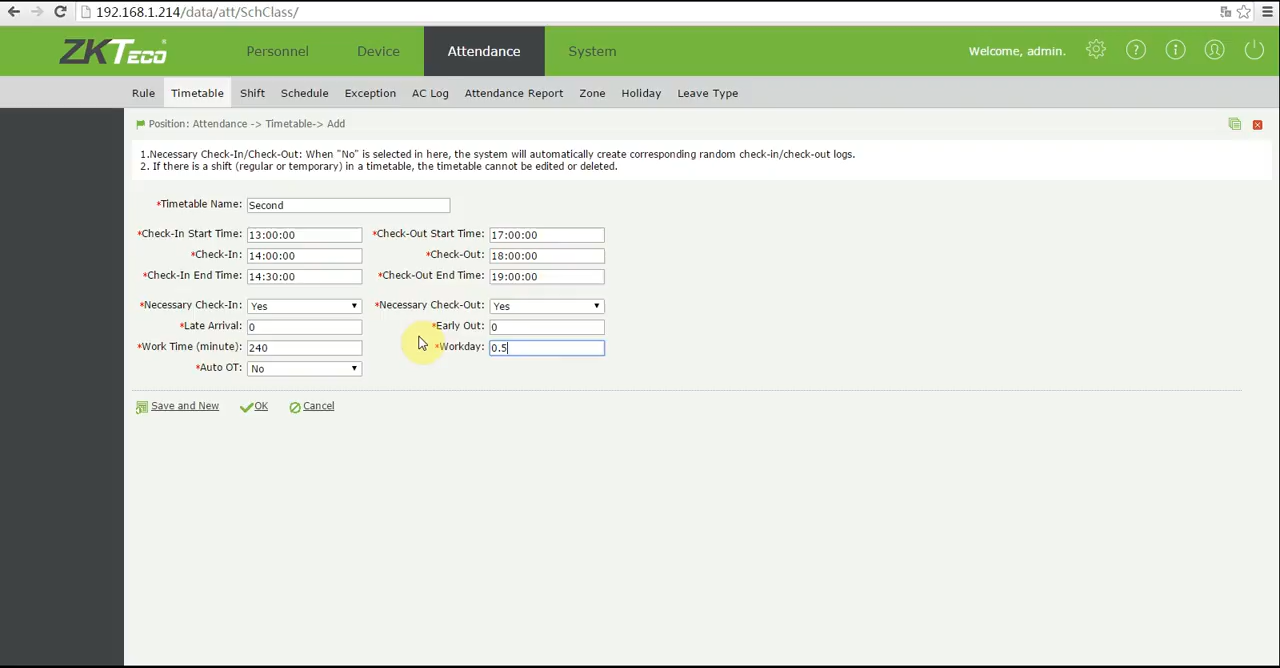 192.168.1.214/data/att/SchClass/
ZKTeco Personnel Device Attendance System Welcome, admin.
Rule Timetable Shift Schedule Exception AC Log Attendance Report Zone Holiday Leave Type
Position: Attendance -> Timetable-> Add
1.Necessary Check-In/Check-Out: When "No" is selected in here, the system will automatically create corresponding random check-in/check-out logs.
2. If there is a shift (regular or temporary) in a timetable, the timetable cannot be edited or deleted.
*Timetable Name: Second
*Check-In Start Time: 13:00:00 *Check-Out Start Time: 17:00:00
*Check-In: 14:00:00 *Check-Out: 18:00:00
*Check-In End Time: 14:30:00 *Check-Out End Time: 19:00:00
*Necessary Check-In: Yes *Necessary Check-Out: Yes
*Late Arrival: 0 *Early Out: 0
*Work Time (minute): 240 *Workday: 0.5
*Auto OT: No
Save and New OK Cancel